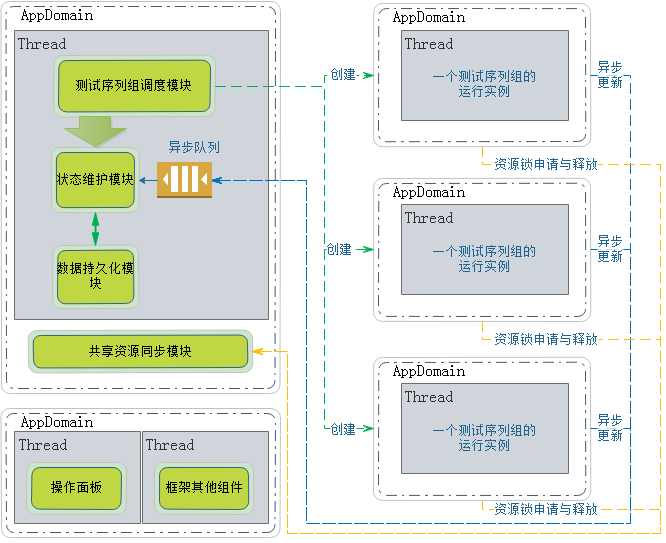 AppDomain
Thread
测试序列组调度模块
异步队列
状态维护模块
数据持久化模
块
共享资源同步模块
AppDomain
Thread
操作面板
Thread
框架其他组件
创建
AppDomain
Thread
一个测试序列组的
运行实例
异步
更新
资源锁申请与释放
创建
AppDomain
Thread
一个测试序列组的
运行实例
异步
更新
资源锁申请与释放
创建
AppDomain
Thread
一个测试序列组的
运行实例
异步
更新
资源锁申请与释放